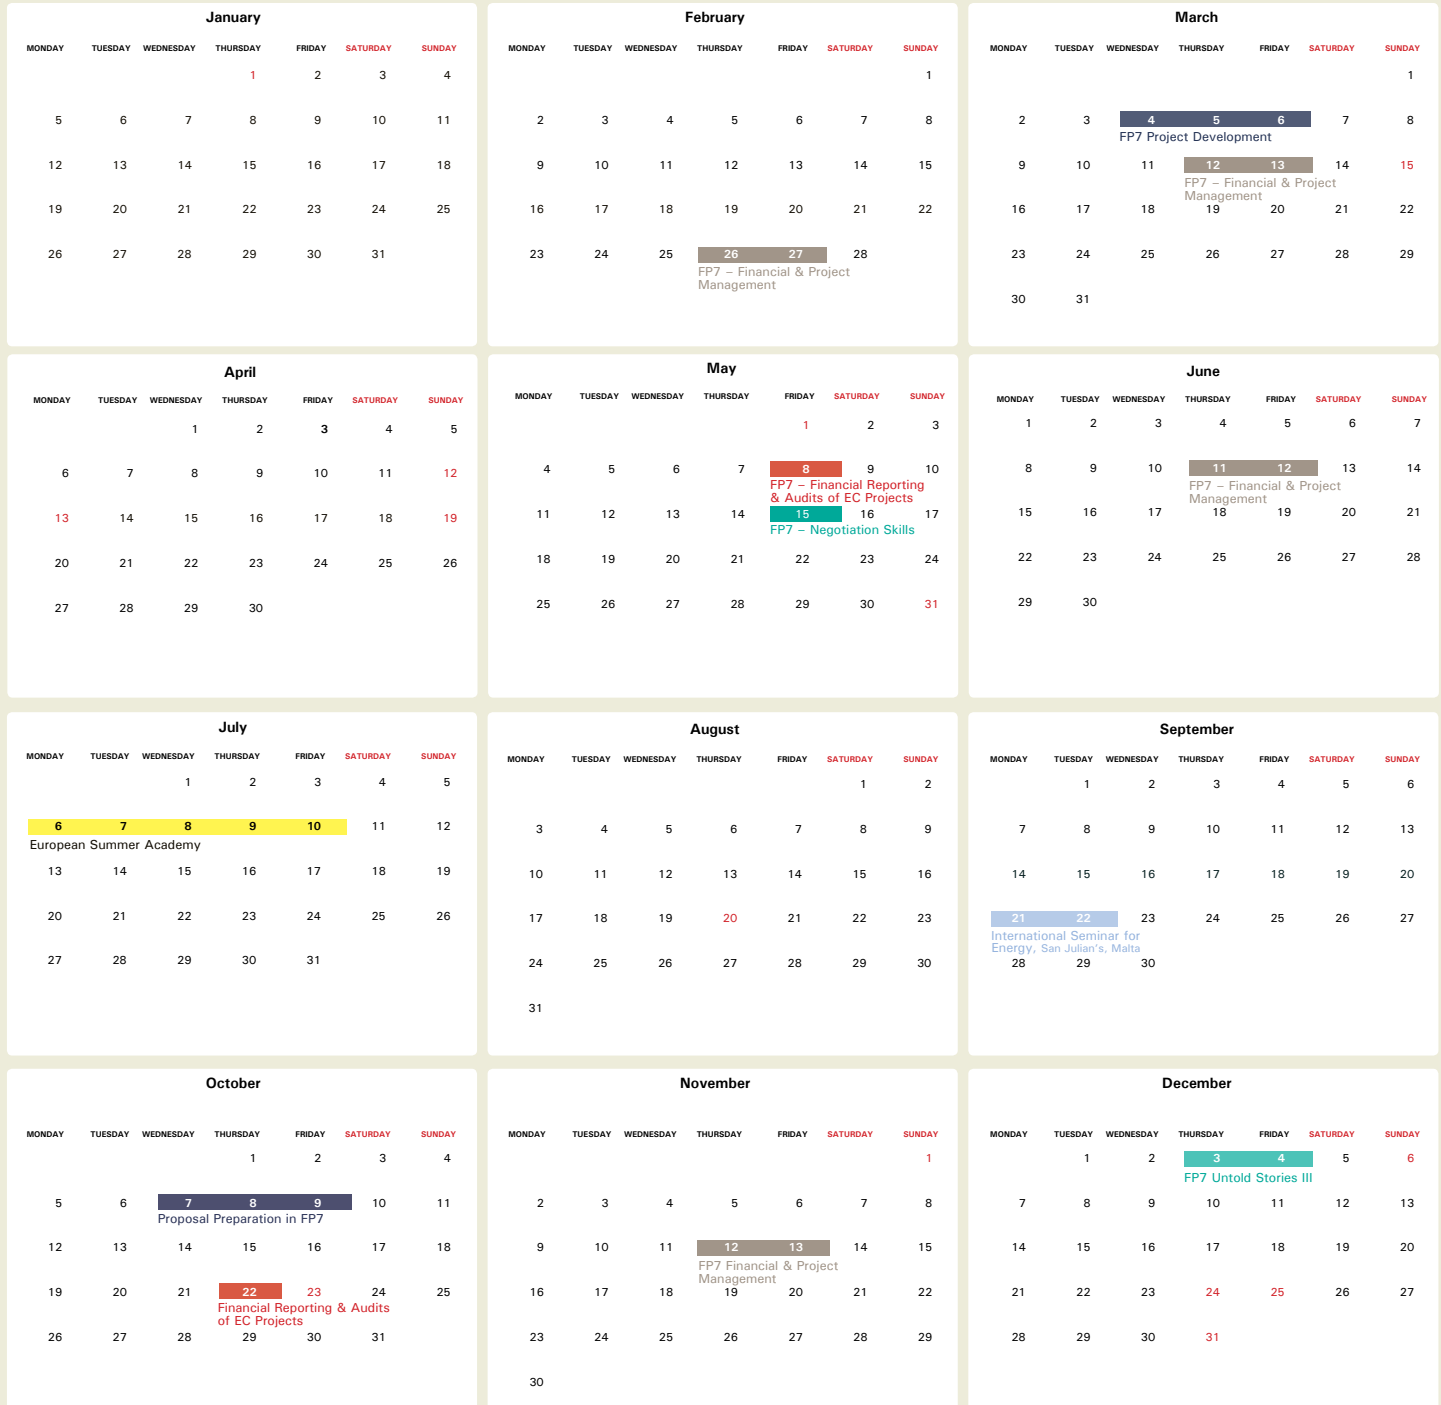 January
MONDAY TUESDAY WEDNESDAY THURSDAY FRIDAY SATURDAY SUNDAY
1 2 3 4
5 6 7 8 9 10 11
12 13 14 15 16 17 18
19 20 21 22 23 24 25
26 27 28 29 30 31
February
MONDAY TUESDAY WEDNESDAY THURSDAY FRIDAY SATURDAY SUNDAY
1
2 3 4 5 6 7 8
9 10 11 12 13 14 15
16 17 18 19 20 21 22
23 24 25 26 27 28
FP7 – Financial & Project
Management
March
MONDAY TUESDAY WEDNESDAY THURSDAY FRIDAY SATURDAY SUNDAY
1
2 3 4 5 6 7 8
FP7 Project Development
9 10 11 12 13 14 15
FP7 – Financial & Project
Management
16 17 18 19 20 21 22
23 24 25 26 27 28 29
30 31
April
MONDAY TUESDAY WEDNESDAY THURSDAY FRIDAY SATURDAY SUNDAY
1 2 3 4 5
6 7 8 9 10 11 12
13 14 15 16 17 18 19
20 21 22 23 24 25 26
27 28 29 30
May
MONDAY TUESDAY WEDNESDAY THURSDAY FRIDAY SATURDAY SUNDAY
1 2 3
4 5 6 7 8 9 10
FP7 – Financial Reporting
& Audits of EC Projects
11 12 13 14 15 16 17
FP7 – Negotiation Skills
18 19 20 21 22 23 24
25 26 27 28 29 30 31
June
MONDAY TUESDAY WEDNESDAY THURSDAY FRIDAY SATURDAY SUNDAY
1 2 3 4 5 6 7
8 9 10 11 12 13 14
FP7 – Financial & Project
Management
15 16 17 18 19 20 21
22 23 24 25 26 27 28
29 30
July
MONDAY TUESDAY WEDNESDAY THURSDAY FRIDAY SATURDAY SUNDAY
1 2 3 4 5
6 7 8 9 10 11 12
European Summer Academy
13 14 15 16 17 18 19
20 21 22 23 24 25 26
27 28 29 30 31
August
MONDAY TUESDAY WEDNESDAY THURSDAY FRIDAY SATURDAY SUNDAY
1 2
3 4 5 6 7 8 9
10 11 12 13 14 15 16
17 18 19 20 21 22 23
24 25 26 27 28 29 30
31
September
MONDAY TUESDAY WEDNESDAY THURSDAY FRIDAY SATURDAY SUNDAY
1 2 3 4 5 6
7 8 9 10 11 12 13
14 15 16 17 18 19 20
21 22 23 24 25 26 27
International Seminar for
Energy, San Julian's, Malta
28 29 30
October
MONDAY TUESDAY WEDNESDAY THURSDAY FRIDAY SATURDAY SUNDAY
1 2 3 4
5 6 7 8 9 10 11
Proposal Preparation in FP7
12 13 14 15 16 17 18
19 20 21 22 23 24 25
Financial Reporting & Audits
of EC Projects
26 27 28 29 30 31
November
MONDAY TUESDAY WEDNESDAY THURSDAY FRIDAY SATURDAY SUNDAY
1
2 3 4 5 6 7 8
9 10 11 12 13 14 15
FP7 Financial & Project
Management
16 17 18 19 20 21 22
23 24 25 26 27 28 29
30
December
MONDAY TUESDAY WEDNESDAY THURSDAY FRIDAY SATURDAY SUNDAY
1 2 3 4 5 6
FP7 Untold Stories III
7 8 9 10 11 12 13
14 15 16 17 18 19 20
21 22 23 24 25 26 27
28 29 30 31